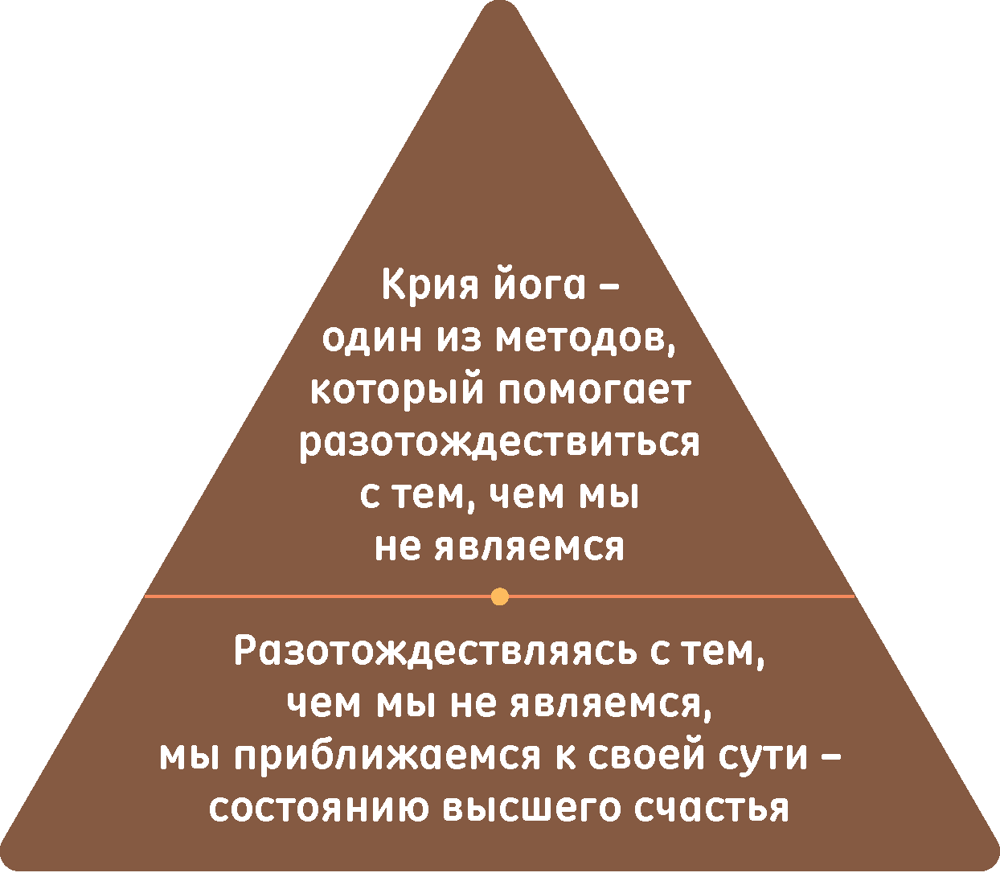 Крия йога –
один из методов,
который помогает
разотождествиться
с тем, чем мы
не являемся
Разотождествляясь с тем,
чем мы не являемся,
мы приближаемся к своей сути –
состоянию высшего счастья